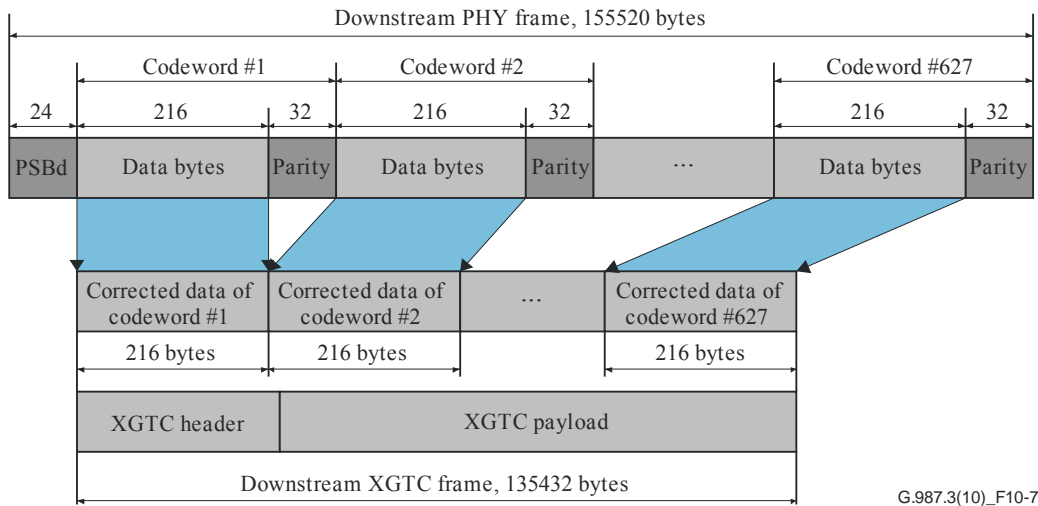 Downstream PHY frame, 155520 bytes
Codeword #1 Codeword #2 Codeword #627
24 216 32 216 32 216 32
PSBd Data bytes Parity Data bytes Parity ... Data bytes Parity
Corrected data of Corrected data of ... Corrected data of
codeword #1 codeword #2 codeword #627
216 bytes 216 bytes 216 bytes
XGTC header XGTC payload
Downstream XGTC frame, 135432 bytes
G.987.3(10)_F10-7